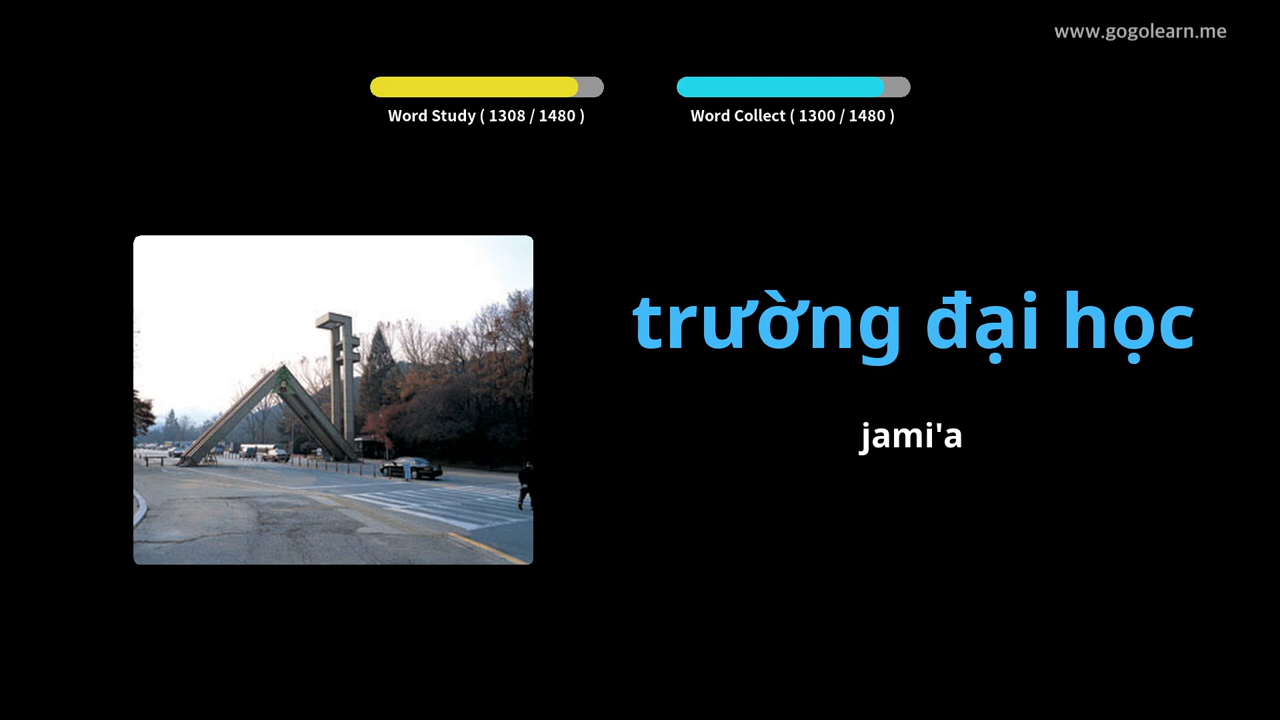 www.gogolearn.me
Word Study ( 1308 / 1480 )
Word Collect ( 1300 / 1480 )
trường đại học
jami'a